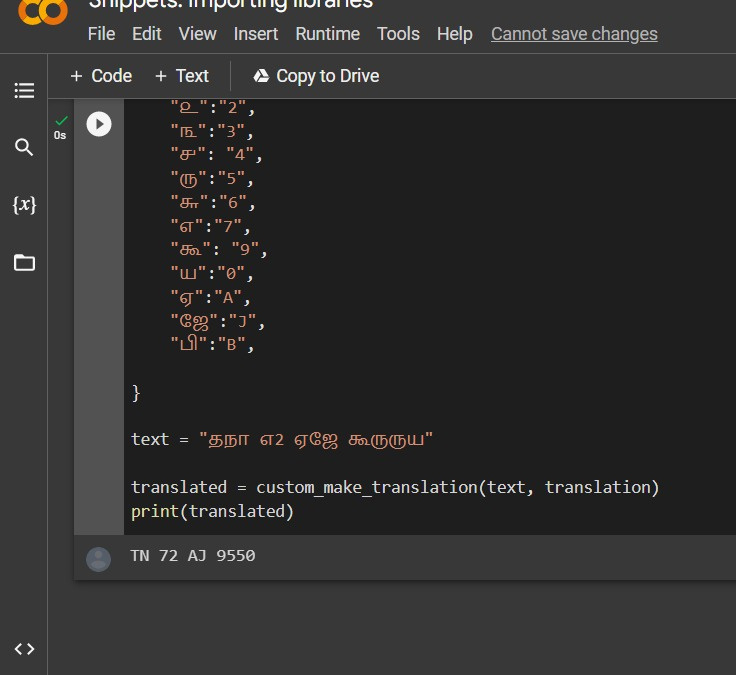 Snippets: Importing libraries
File Edit View Insert Runtime Tools Help Cannot save changes
+ Code + Text Copy to Drive
"உ":"2",
0s
"ந":"3",
"ச": "4",
"ரு":"5",
"சு":"6",
{x}
"எ":"7",
"கூ": "9",
"ய":"0",
"ஏ":"A",
"ஜே":"J",
"பி":"B",
}
text = "தநா எ2 ஏஜே கூருருய"
translated = custom_make_translation(text, translation)
print(translated)
TN 72 AJ 9550
<>